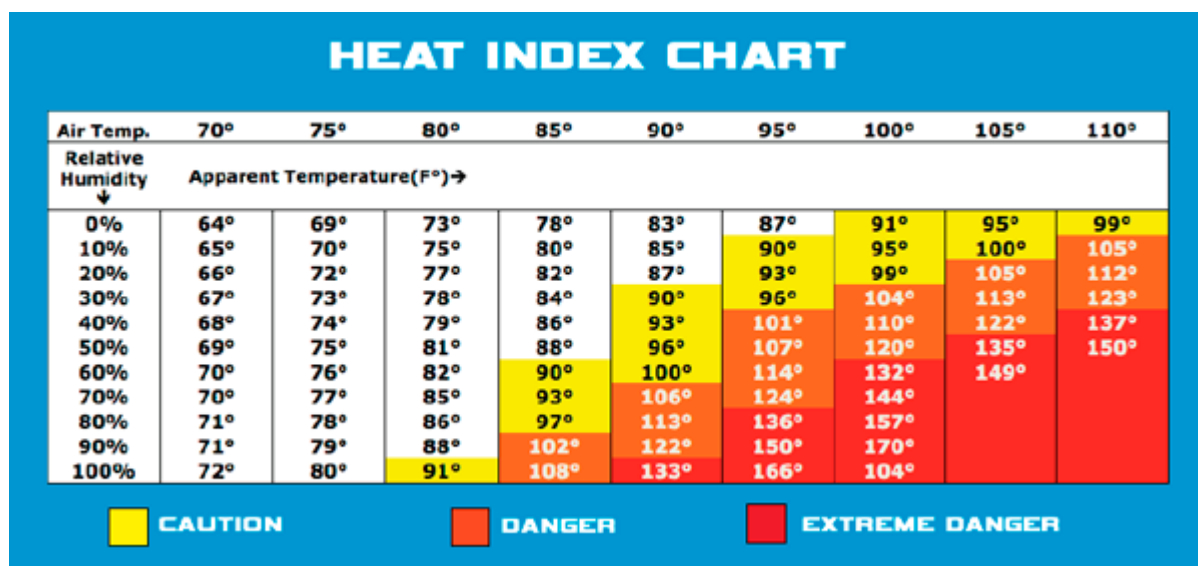 HEAT INDEX CHART
Air Temp. 70° 75° 80° 85° 90° 95° 100° 105° 110°
Relative
Humidity Apparent Temperature(F°)→
↓
0% 64° 69° 73° 78° 83° 87° 91° 95° 99°
10% 65° 70° 75° 80° 85° 90° 95° 100° 105°
20% 66° 72° 77° 82° 87° 93° 99° 105° 112°
30% 67° 73° 78° 84° 90° 96° 104° 113° 123°
40% 68° 74° 79° 86° 93° 101° 110° 122° 137°
50% 69° 75° 81° 88° 96° 107° 120° 135° 150°
60% 70° 76° 82° 90° 100° 114° 132° 149°
70% 70° 77° 85° 93° 106° 124° 144°
80% 71° 78° 86° 97° 113° 136° 157°
90% 71° 79° 88° 102° 122° 150° 170°
100% 72° 80° 91° 108° 133° 166° 104°
CAUTION DANGER EXTREME DANGER